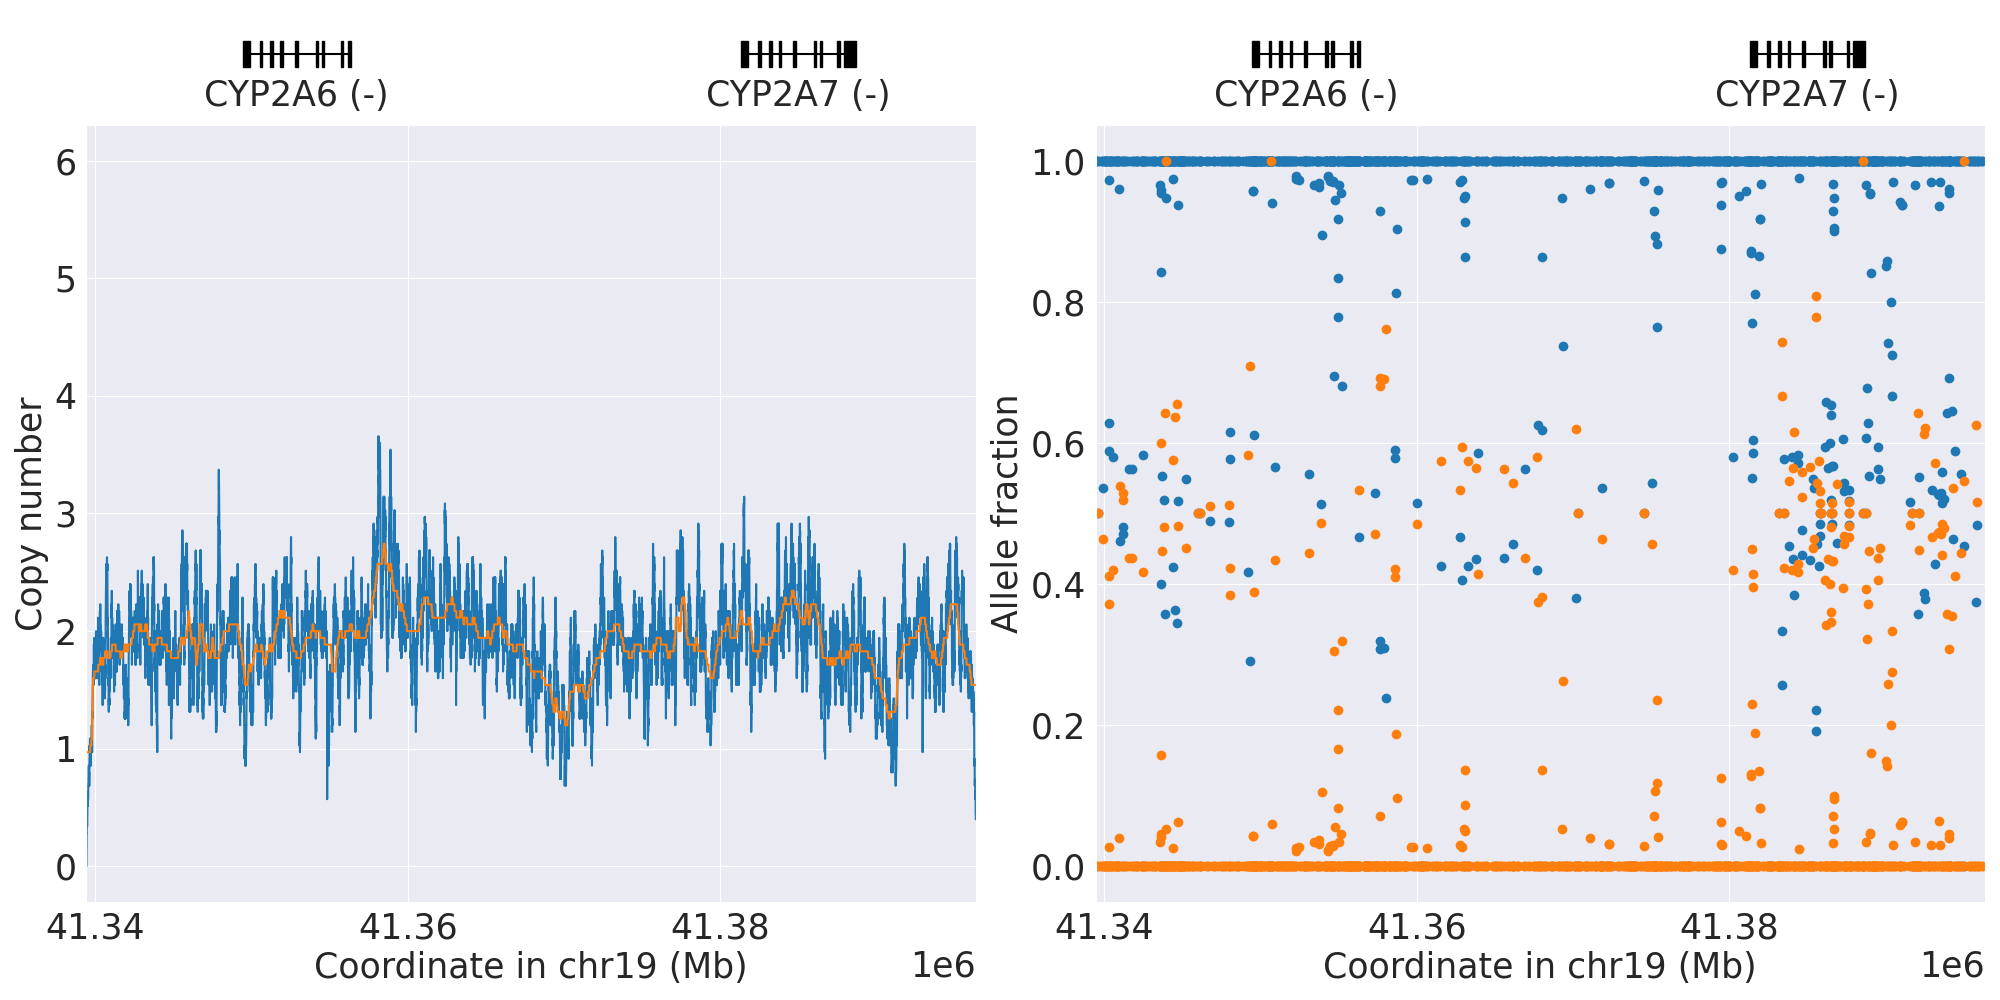 CYP2A6 (-)
CYP2A7 (-)
6
5
4
3
2
1
0
Copy number
41.34
41.36
41.38
Coordinate in chr19 (Mb)
1e6
CYP2A6 (-)
CYP2A7 (-)
1.0
0.8
0.6
0.4
0.2
0.0
Allele fraction
41.34
41.36
41.38
Coordinate in chr19 (Mb)
1e6